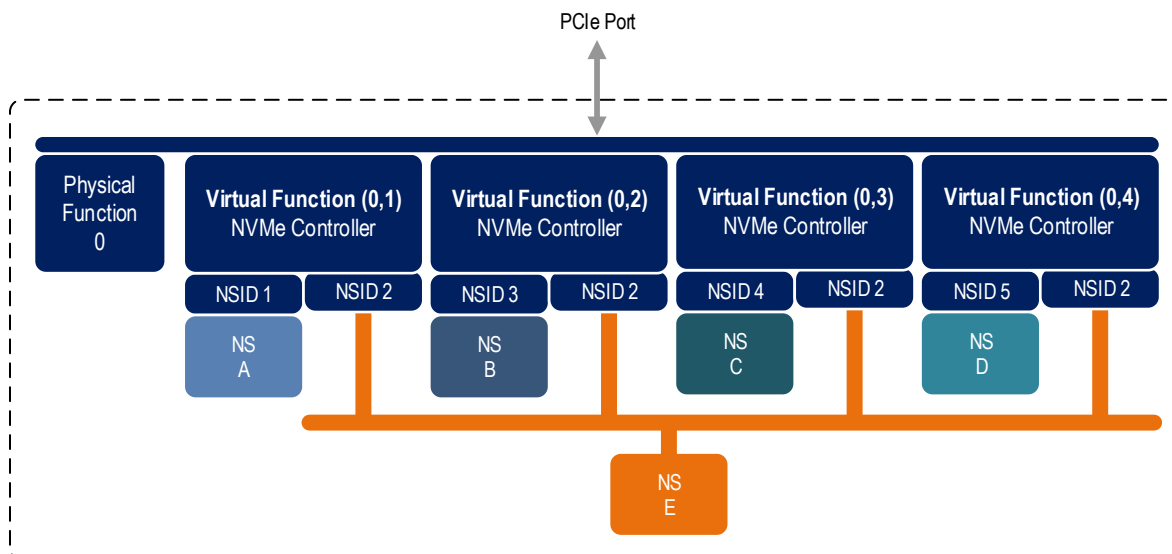 PCIe Port
Physical
Function
0
Virtual Function (0,1)
NVMe Controller
Virtual Function (0,2)
NVMe Controller
Virtual Function (0,3)
NVMe Controller
Virtual Function (0,4)
NVMe Controller
NSID 1
NSID 2
NSID 3
NSID 2
NSID 4
NSID 2
NSID 5
NSID 2
NS
A
NS
B
NS
C
NS
D
NS
E